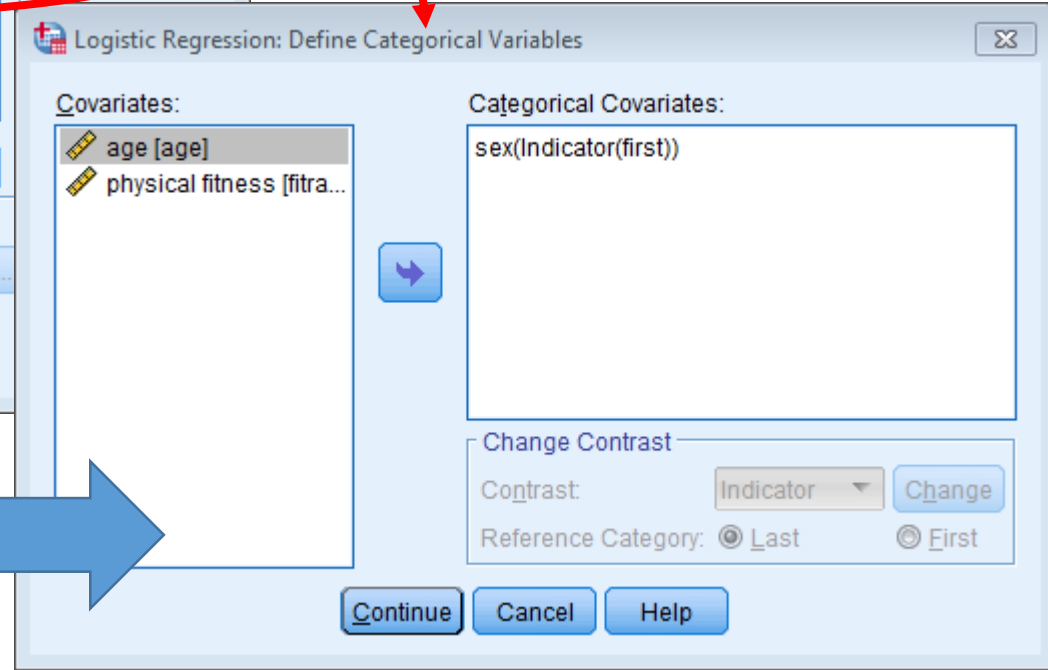 Logistic Regression: Define Categorical Variables
Covariates:
Categorical Covariates:
age [age]
physical fitness [fitra...
sex(Indicator(first))
Change Contrast
Contrast: Indicator Change
Reference Category: Last First
Continue Cancel Help